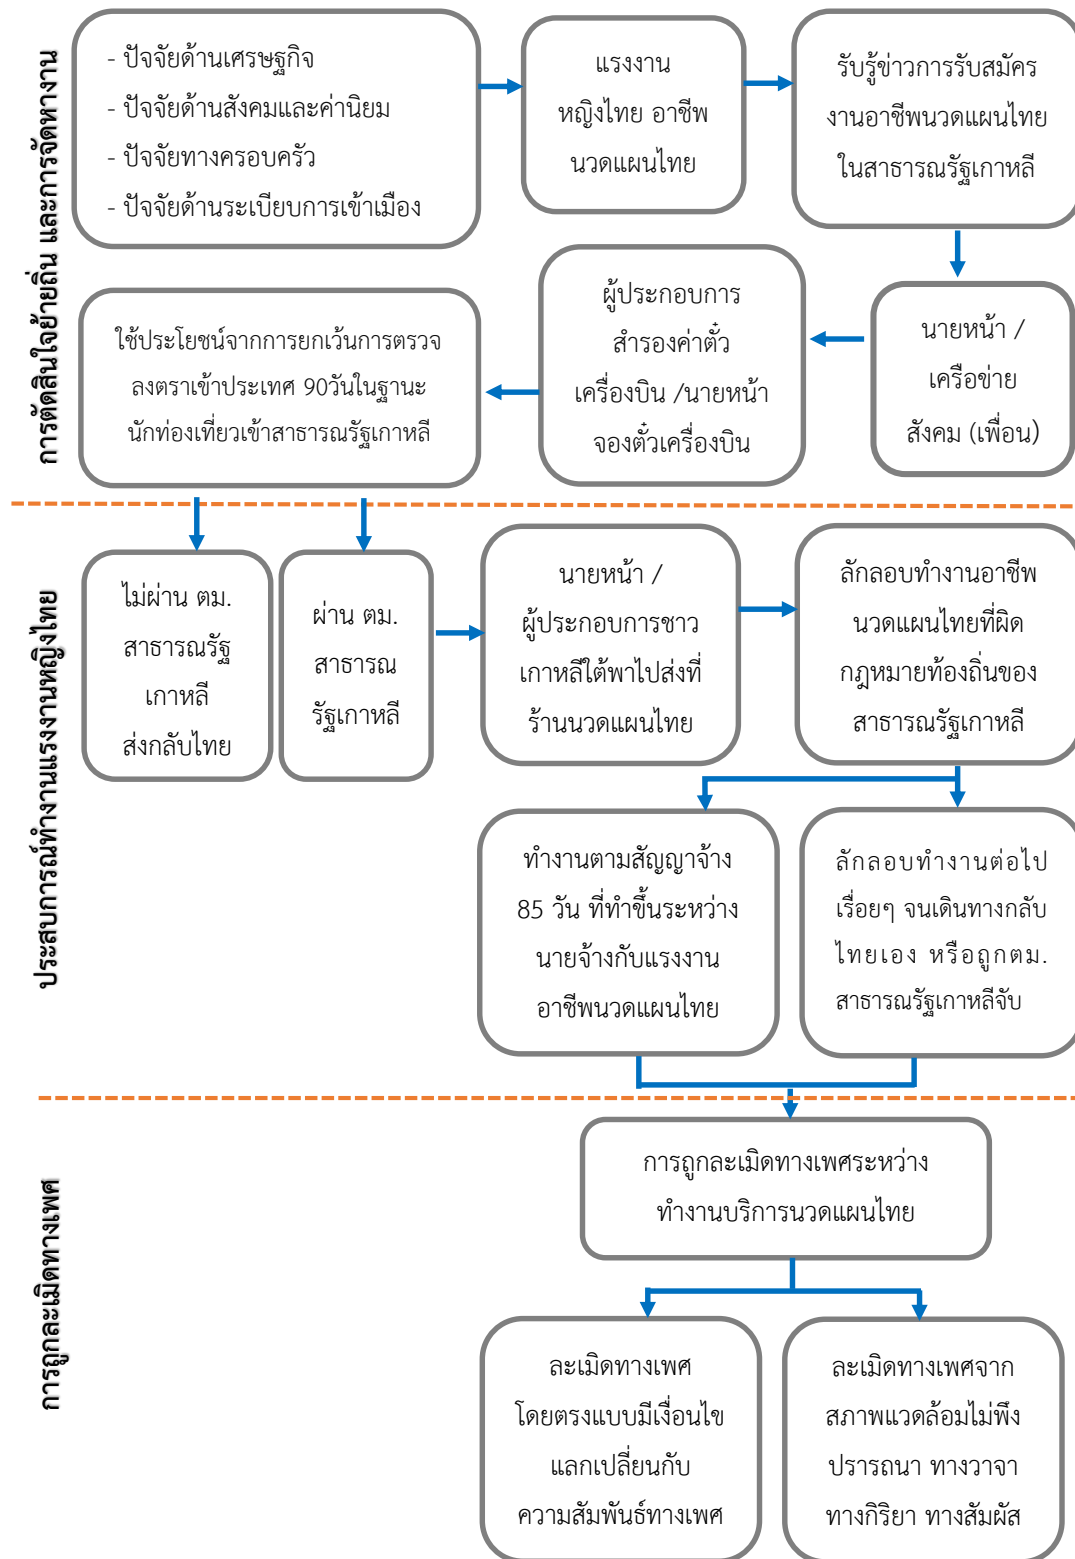 การตัดสินใจย้ายถิ่น และการจัดหางาน
- ปัจจัยด้านเศรษฐกิจ
- ปัจจัยด้านสังคมและค่านิยม
- ปัจจัยทางครอบครัว
- ปัจจัยด้านระเบียบการเข้าเมือง
แรงงาน
หญิงไทย อาชีพ
นวดแผนไทย
รับรู้ข่าวการรับสมัคร
งานอาชีพนวดแผนไทย
ในสาธารณรัฐเกาหลี
นายหน้า /
เครือข่าย
สังคม (เพื่อน)
ผู้ประกอบการ
สำรองค่าตั๋ว
เครื่องบิน /นายหน้า
จองตั๋วเครื่องบิน
ใช้ประโยชน์จากการยกเว้นการตรวจ
ลงตราเข้าประเทศ 90วันในฐานะ
นักท่องเที่ยวเข้าสาธารณรัฐเกาหลี
ประสบการณ์ทำงานแรงงานหญิงไทย
ไม่ผ่าน ตม.
สาธารณรัฐ
เกาหลี
ส่งกลับไทย
ผ่าน ตม.
สาธารณ
รัฐเกาหลี
นายหน้า /
ผู้ประกอบการชาว
เกาหลีใต้พาไปส่งที่
ร้านนวดแผนไทย
ลักลอบทำงานอาชีพ
นวดแผนไทยที่ผิด
กฎหมายท้องถิ่นของ
สาธารณรัฐเกาหลี
ทำงานตามสัญญาจ้าง
85 วัน ที่ทำขึ้นระหว่าง
นายจ้างกับแรงงาน
อาชีพนวดแผนไทย
ลักลอบทำงานต่อไป
เรื่อยๆ จนเดินทางกลับ
ไทยเอง หรือถูกตม.
สาธารณรัฐเกาหลีจับ
การถูกละเมิดทางเพศ
การถูกละเมิดทางเพศระหว่าง
ทำงานบริการนวดแผนไทย
ละเมิดทางเพศ
โดยตรงแบบมีเงื่อนไข
แลกเปลี่ยนกับ
ความสัมพันธ์ทางเพศ
ละเมิดทางเพศจาก
สภาพแวดล้อมไม่พึง
ปรารถนา ทางวาจา
ทางกิริยา ทางสัมผัส